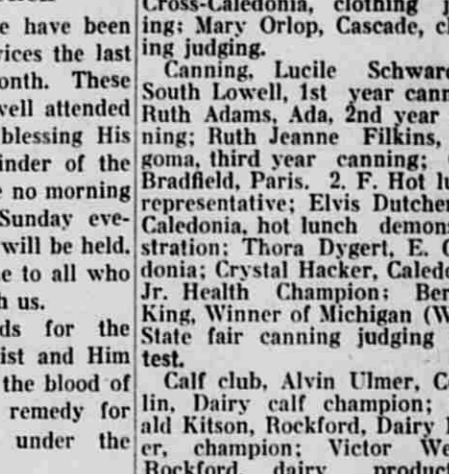 e have been
vices the last
onth. These
well attended
blessing His
inder of the
e no morning
Sunday eve-
will be held.
e to all who
h us.
ds for the
ist and Him
the blood of
remedy for
under the
Cross-Caledonia, clothing j
ing; Mary Orlop, Cascade, cl
ing judging.
Canning, Lucile Schward
South Lowell, 1st year cann
Ruth Adams, Ada, 2nd year
ning; Ruth Jeanne Filkins,
goma, third year canning;
Bradfield, Paris. 2. F. Hot lu
representative; Elvis Dutcher
Caledonia, hot lunch demon
stration; Thora Dygert, E. C
donia; Crystal Hacker, Caledo
Jr. Health Champion; Ber
King, Winner of Michigan (W
State fair canning judging
test.
Calf club, Alvin Ulmer, C
lin, Dairy calf champion;
ald Kitson, Rockford, Dairy
er, champion; Victor We
Rockford, dairy product